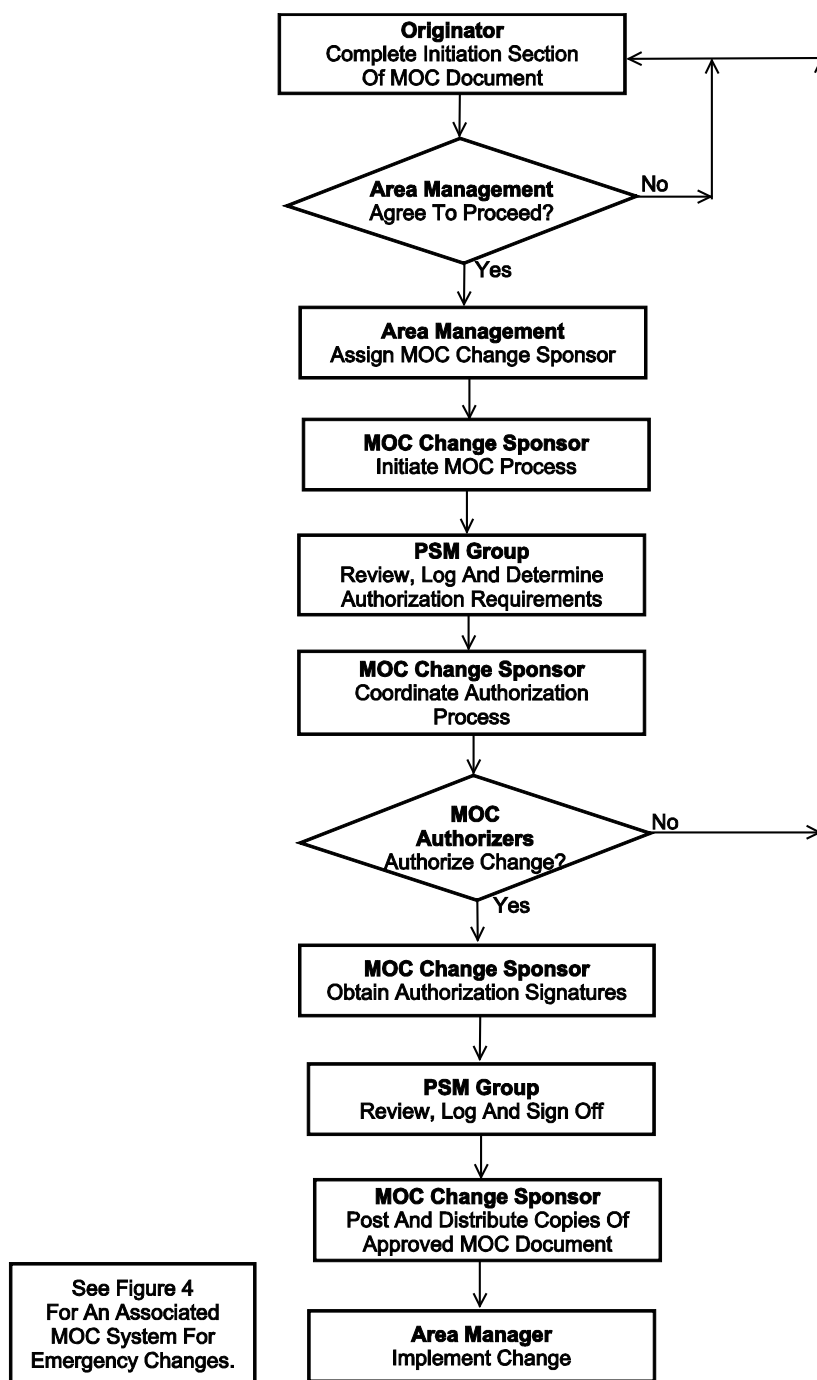 Originator
Complete Initiation Section
Of MOC Document
Area Management
Agree To Proceed?
No
Yes
Area Management
Assign MOC Change Sponsor
MOC Change Sponsor
Initiate MOC Process
PSM Group
Review, Log And Determine
Authorization Requirements
MOC Change Sponsor
Coordinate Authorization
Process
MOC
Authorizers
Authorize Change?
No
Yes
MOC Change Sponsor
Obtain Authorization Signatures
PSM Group
Review, Log And Sign Off
MOC Change Sponsor
Post And Distribute Copies Of
Approved MOC Document
Area Manager
Implement Change
See Figure 4
For An Associated
MOC System For
Emergency Changes.